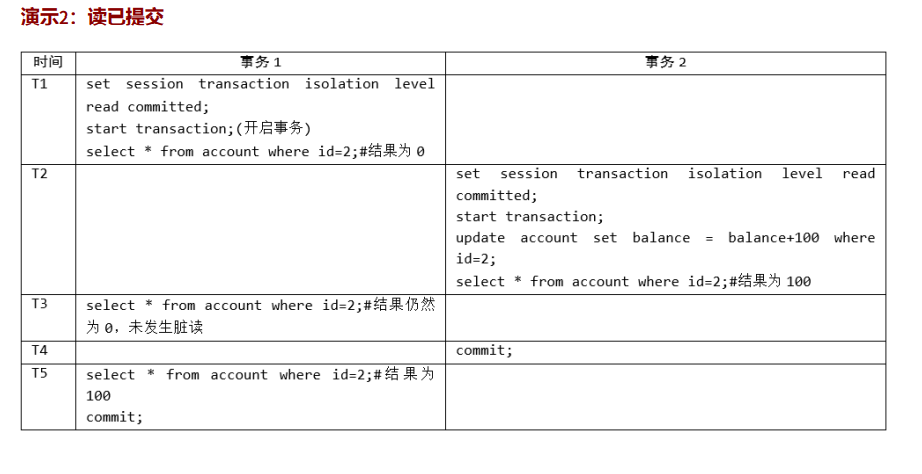 演示2：读已提交
时间 事务1 事务2
T1 set session transaction isolation level
read committed;
start transaction;(开启事务)
select * from account where id=2;#结果为0
T2 set session transaction isolation level read
committed;
start transaction;
update account set balance = balance+100 where
id=2;
select * from account where id=2;#结果为100
T3 select * from account where id=2;#结果仍然
为0，未发生脏读
T4 commit;
T5 select * from account where id=2;#结果为
100
commit;